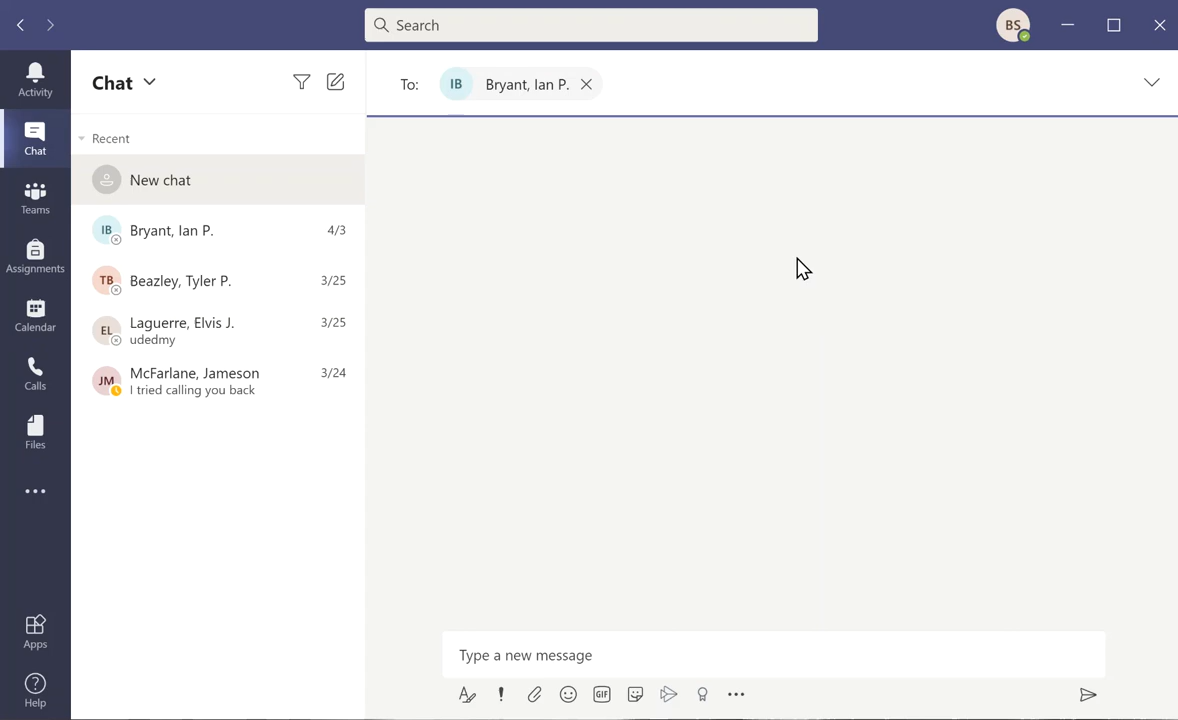 Search
BS
Activity
Chat
Teams
Assignments
Calendar
Calls
Files
Apps
Help
Chat
Recent
New chat
IB Bryant, Ian P. 4/3
TB Beazley, Tyler P. 3/25
EL Laguerre, Elvis J. 3/25
udedmy
JM McFarlane, Jameson 3/24
I tried calling you back
To: IB Bryant, Ian P.
Type a new message
GIF